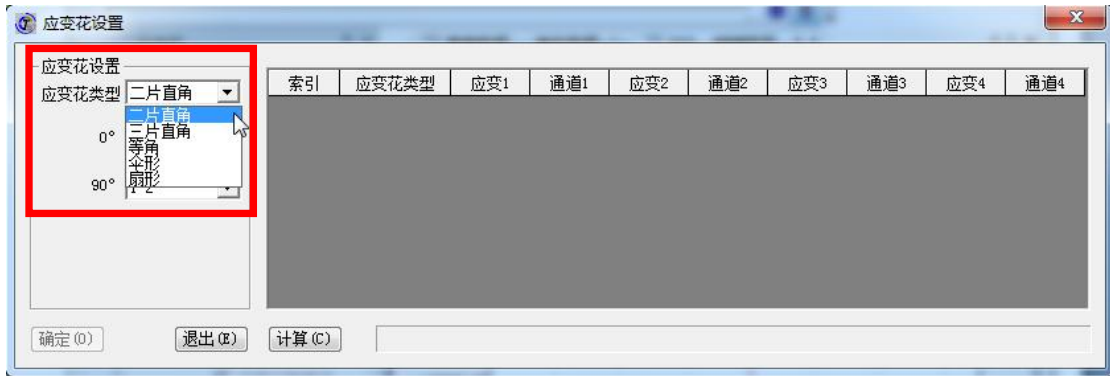 应变花设置
应变花设置
应变花类型 二片直角
二片直角
三片直角
等角
伞形
扇形
0°
90°
索引 应变花类型 应变1 通道1 应变2 通道2 应变3 通道3 应变4 通道4
确定(O) 退出(E) 计算(C)